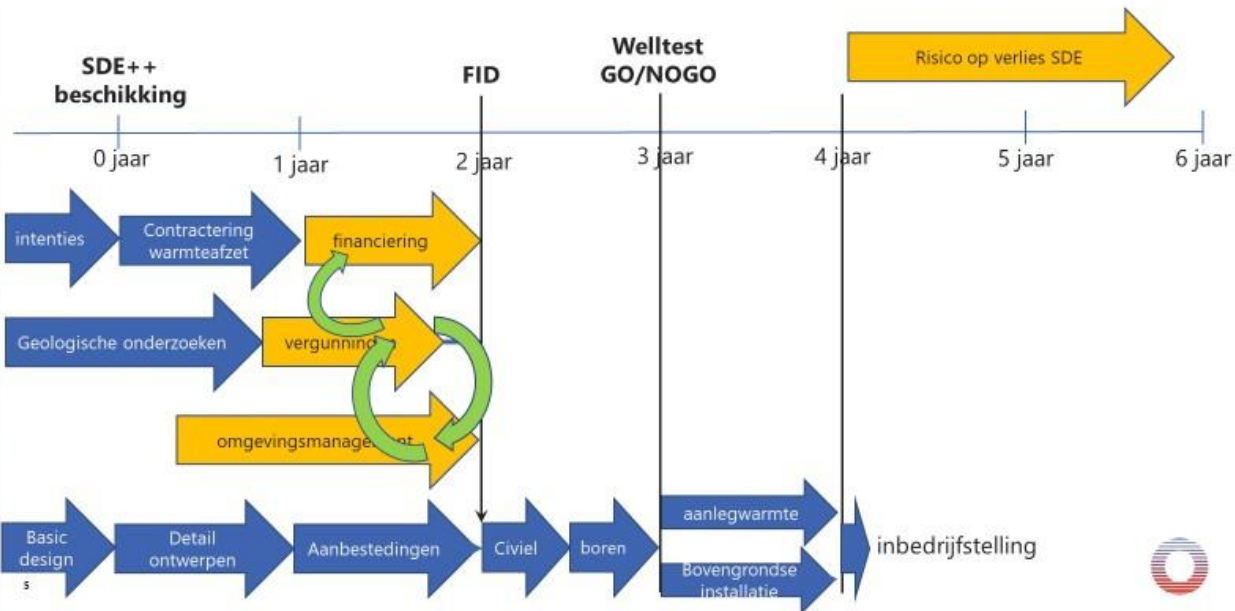 Risico op verlies SDE
Welltest
GO/NOGO
SDE++
beschikking
FID
0 jaar
1 jaar
2 jaar
3 jaar
4 jaar
5 jaar
6 jaar
intenties
Contractering
warmteafzet
financiering
Geologische onderzoeken
Basic
design
Detail
ontwerpen
Aanbestedingen
Civiel
boren
aanlegwarmte
Bovengrondse
installatie
inbedrijfstelling
5